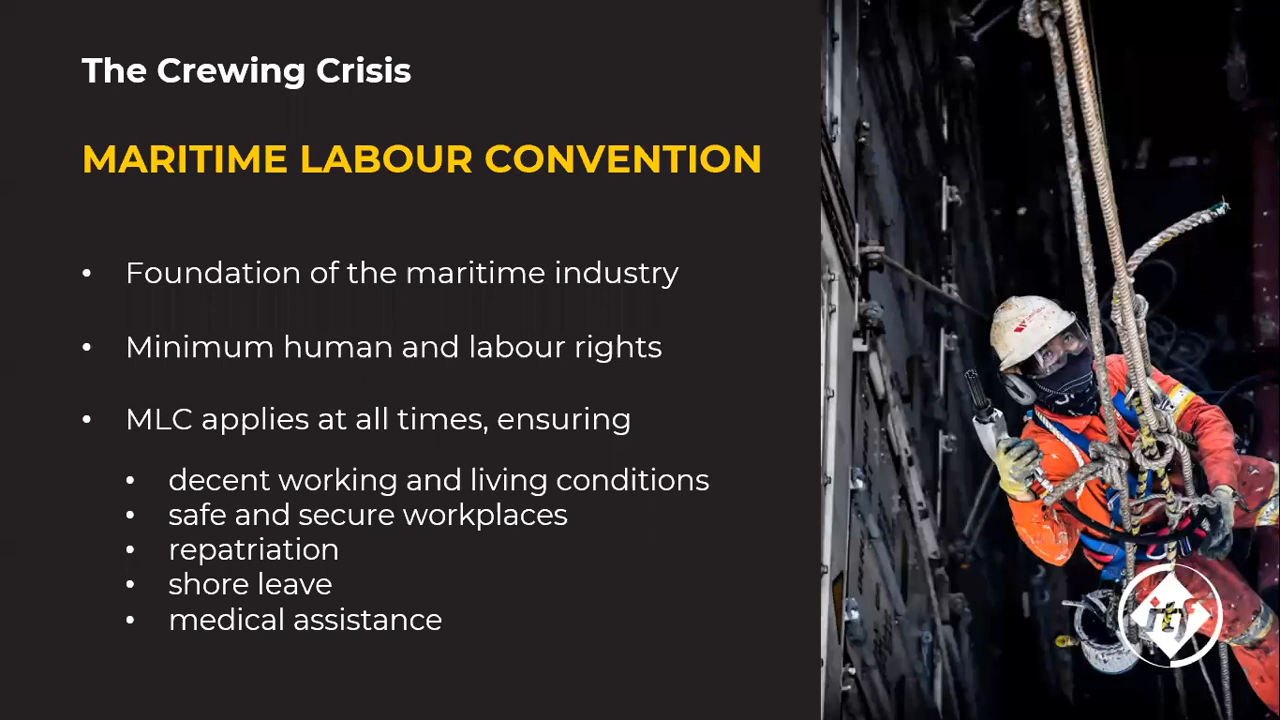 The Crewing Crisis
MARITIME LABOUR CONVENTION
• Foundation of the maritime industry
• Minimum human and labour rights
• MLC applies at all times, ensuring
• decent working and living conditions
• safe and secure workplaces
• repatriation
• shore leave
• medical assistance
itf